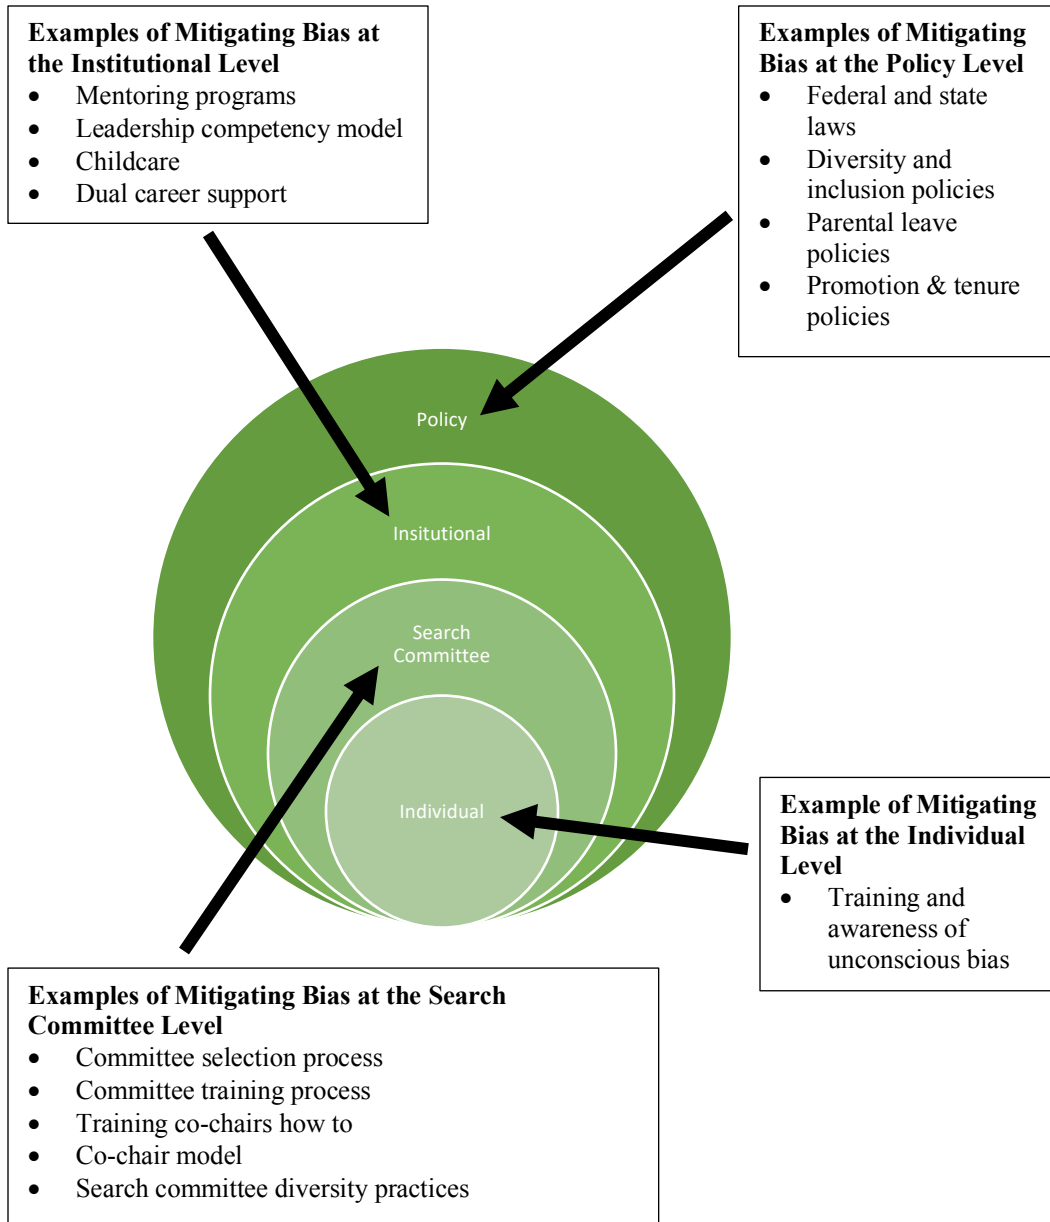 Examples of Mitigating Bias at
the Institutional Level
• Mentoring programs
• Leadership competency model
• Childcare
• Dual career support
Examples of Mitigating
Bias at the Policy Level
• Federal and state
laws
• Diversity and
inclusion policies
• Parental leave
policies
• Promotion & tenure
policies
Policy
Insitutional
Search
Committee
Individual
Example of Mitigating
Bias at the Individual
Level
• Training and
awareness of
unconscious bias
Examples of Mitigating Bias at the Search
Committee Level
• Committee selection process
• Committee training process
• Training co-chairs how to
• Co-chair model
• Search committee diversity practices